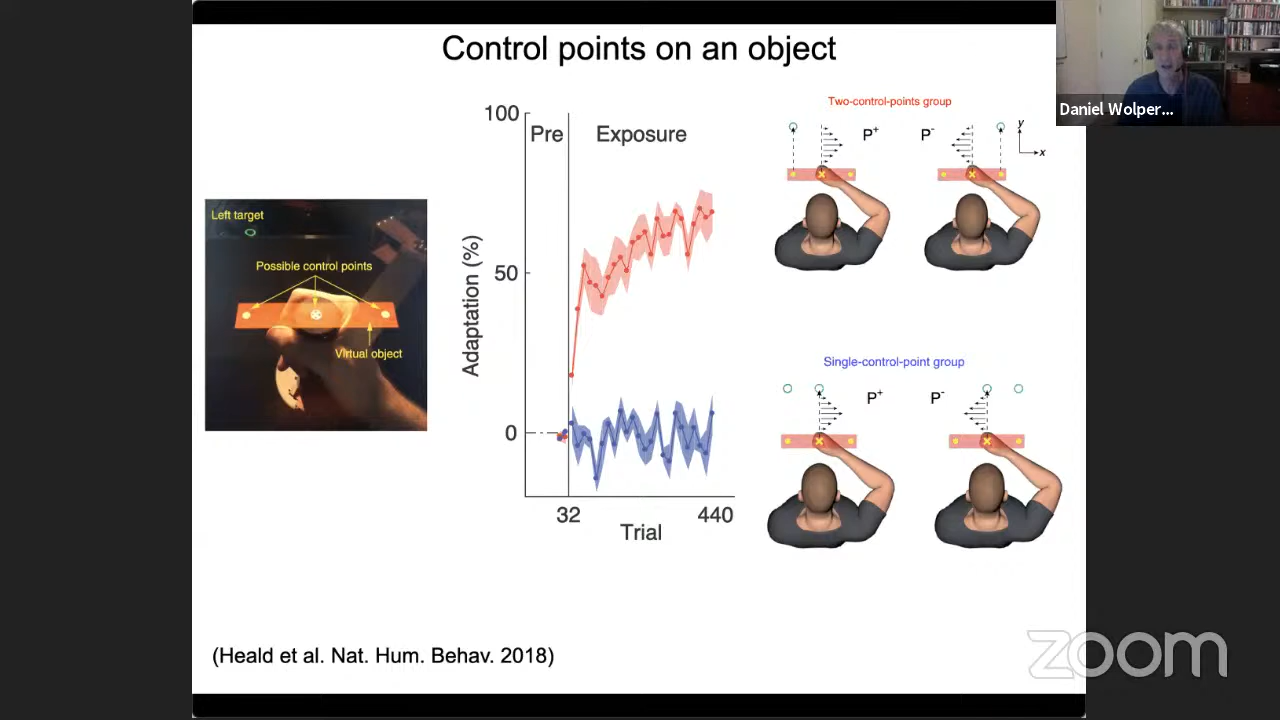 Control points on an object
Daniel Wolper...
Left target
Possible control points
Virtual object
100
50
0
Adaptation (%)
Pre
Exposure
32
440
Trial
Two-control-points group
P+
P-
y
x
Single-control-point group
P+
P-
(Heald et al. Nat. Hum. Behav. 2018)
zoom